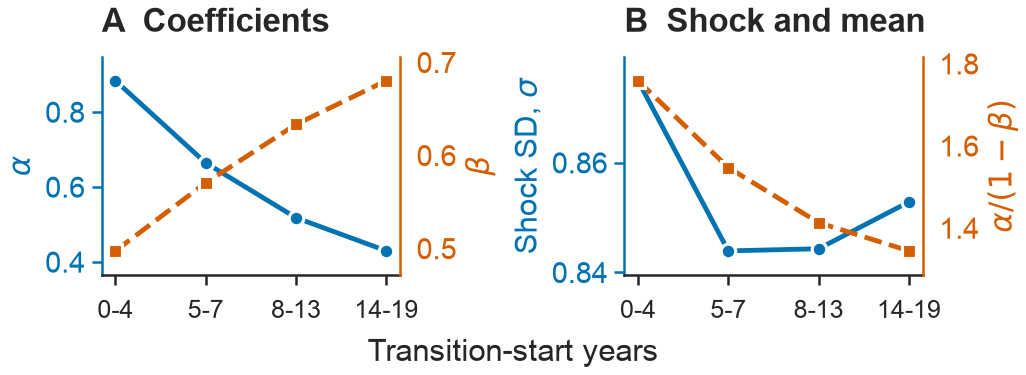 A Coefficients
α
0.8
0.6
0.4
0.7
0.6
0.5
β
0-4 5-7 8-13 14-19
B Shock and mean
Shock SD, σ
0.86
0.84
1.8
1.6
1.4
α/(1 − β)
0-4 5-7 8-13 14-19
Transition-start years